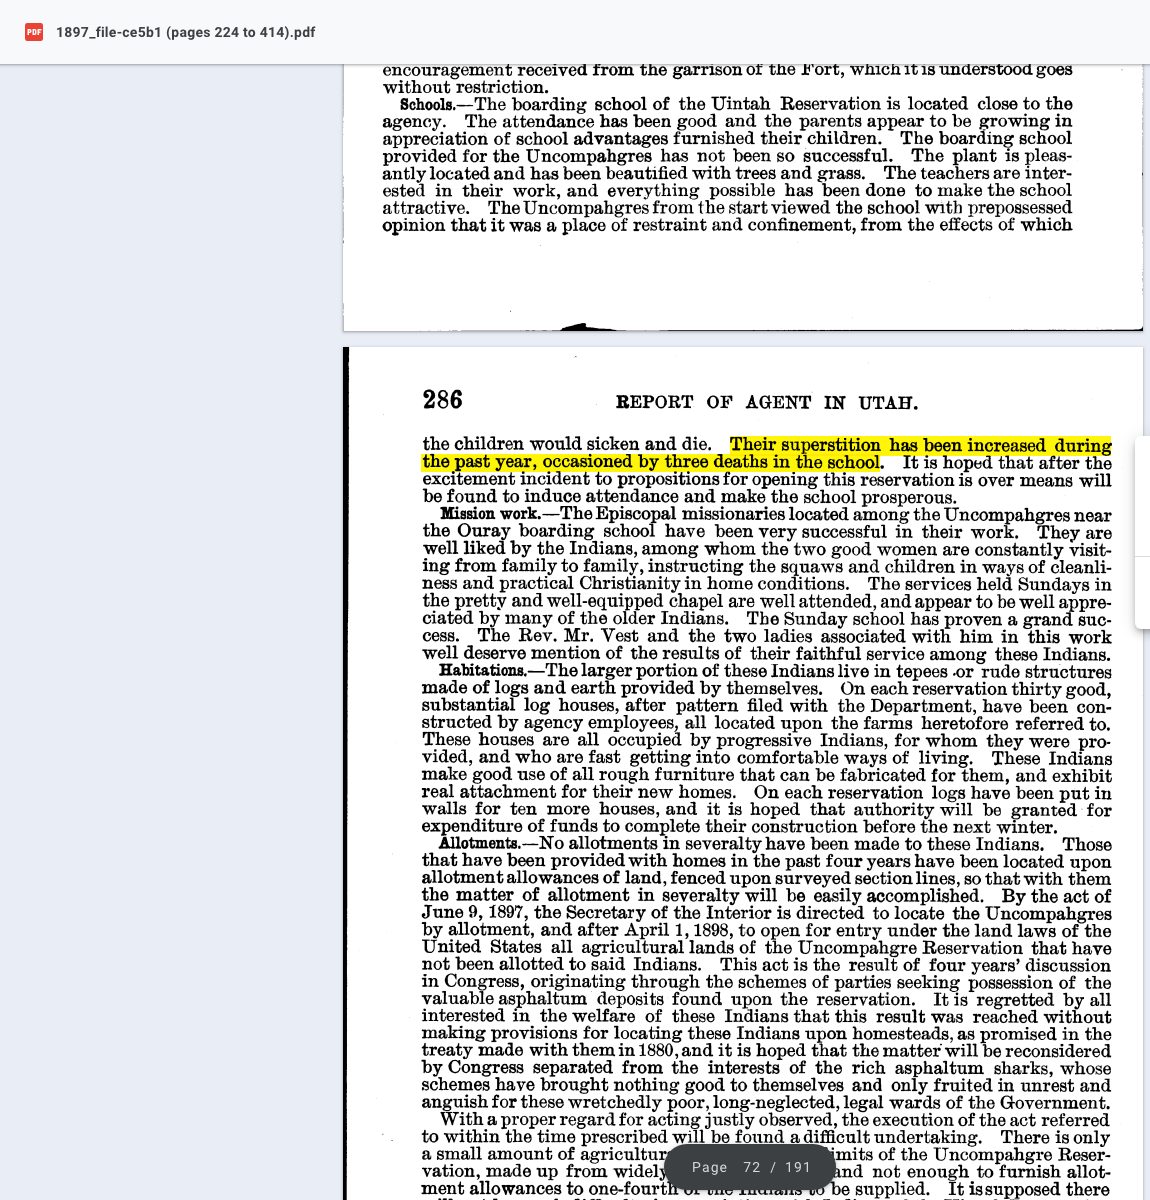 1897_file-ce5b1 (pages 224 to 414).pdf
encouragement received from the garrison of the Fort, which it is understood goes
without restriction.
Schools.—The boarding school of the Uintah Reservation is located close to the
agency. The attendance has been good and the parents appear to be growing in
appreciation of school advantages furnished their children. The boarding school
provided for the Uncompahgres has not been so successful. The plant is pleas-
antly located and has been beautified with trees and grass. The teachers are inter-
ested in their work, and everything possible has been done to make the school
attractive. The Uncompahgres from the start viewed the school with prepossessed
opinion that it was a place of restraint and confinement, from the effects of which
286 REPORT OF AGENT IN UTAH.
the children would sicken and die. Their superstition has been increased during
the past year, occasioned by three deaths in the school. It is hoped that after the
excitement incident to propositions for opening this reservation is over means will
be found to induce attendance and make the school prosperous.
Mission work.—The Episcopal missionaries located among the Uncompahgres near
the Ouray boarding school have been very successful in their work. They are
well liked by the Indians, among whom the two good women are constantly visit-
ing from family to family, instructing the squaws and children in ways of cleanli-
ness and practical Christianity in home conditions. The services held Sundays in
the pretty and well-equipped chapel are well attended, and appear to be well appre-
ciated by many of the older Indians. The Sunday school has proven a grand suc-
cess. The Rev. Mr. Vest and the two ladies associated with him in this work
well deserve mention of the results of their faithful service among these Indians.
Habitations.—The larger portion of these Indians live in tepees or rude structures
made of logs and earth provided by themselves. On each reservation thirty good,
substantial log houses, after pattern filed with the Department, have been con-
structed by agency employees, all located upon the farms heretofore referred to.
These houses are all occupied by progressive Indians, for whom they were pro-
vided, and who are fast getting into comfortable ways of living. These Indians
make good use of all rough furniture that can be fabricated for them, and exhibit
real attachment for their new homes. On each reservation logs have been put in
walls for ten more houses, and it is hoped that authority will be granted for
expenditure of funds to complete their construction before the next winter.
Allotments.—No allotments in severalty have been made to these Indians. Those
that have been provided with homes in the past four years have been located upon
allotment allowances of land, fenced upon surveyed section lines, so that with them
the matter of allotment in severalty will be easily accomplished. By the act of
June 9, 1897, the Secretary of the Interior is directed to locate the Uncompahgres
by allotment, and after April 1, 1898, to open for entry under the land laws of the
United States all agricultural lands of the Uncompahgre Reservation that have
not been allotted to said Indians. This act is the result of four years' discussion
in Congress, originating through the schemes of parties seeking possession of the
valuable asphaltum deposits found upon the reservation. It is regretted by all
interested in the welfare of these Indians that this result was reached without
making provisions for locating these Indians upon homesteads, as promised in the
treaty made with them in 1880, and it is hoped that the matter will be reconsidered
by Congress separated from the interests of the rich asphaltum sharks, whose
schemes have brought nothing good to themselves and only fruited in unrest and
anguish for these wretchedly poor, long-neglected, legal wards of the Government.
With a proper regard for acting justly observed, the execution of the act referred
to within the time prescribed will be found a difficult undertaking. There is only
a small amount of agricultur imits of the Uncompahgre Reser-
vation, made up from widely and not enough to furnish allot-
ment allowances to one-fourth of the Indians to be supplied. It is supposed there
Page 72 / 191